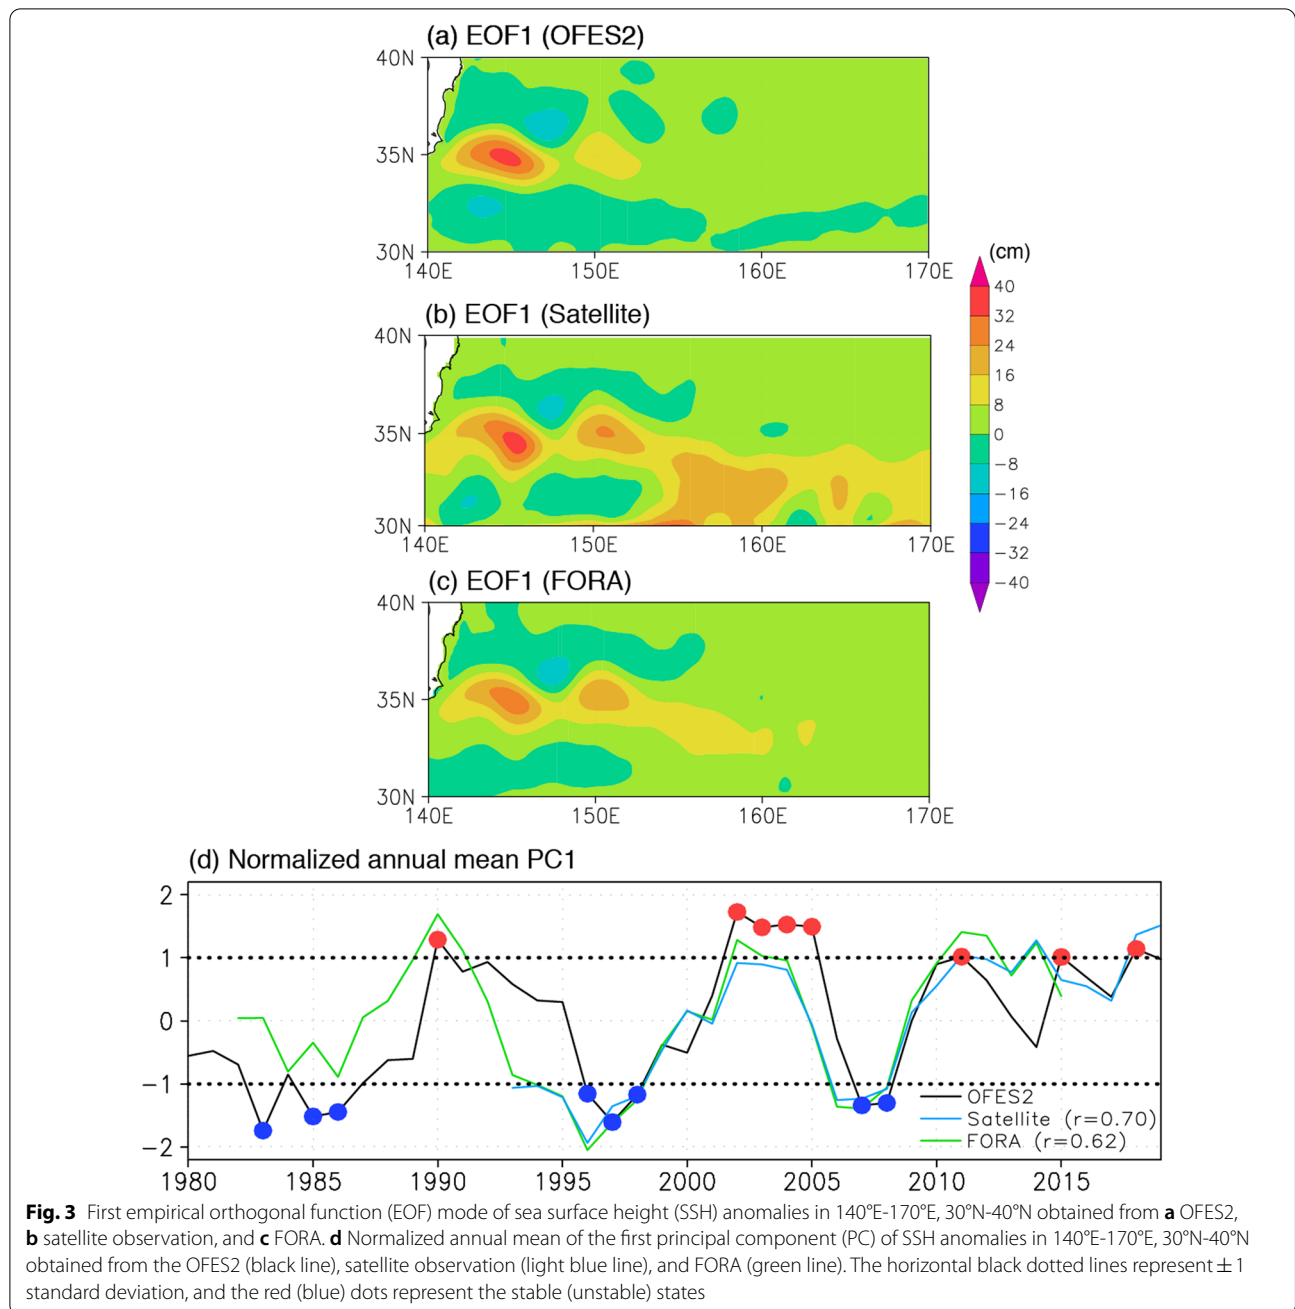 (a) EOF1 (OFES2)
40N
35N
30N
140E 150E 160E 170E
(b) EOF1 (Satellite)
40N
35N
30N
140E 150E 160E 170E
(c) EOF1 (FORA)
40N
35N
30N
140E 150E 160E 170E
(cm)
40
32
24
16
8
0
−8
−16
−24
−32
−40
(d) Normalized annual mean PC1
2
1
0
−1
−2
1980 1985 1990 1995 2000 2005 2010 2015
OFES2
Satellite (r=0.70)
FORA (r=0.62)
Fig. 3 First empirical orthogonal function (EOF) mode of sea surface height (SSH) anomalies in 140°E-170°E, 30°N-40°N obtained from a OFES2,
b satellite observation, and c FORA. d Normalized annual mean of the first principal component (PC) of SSH anomalies in 140°E-170°E, 30°N-40°N
obtained from the OFES2 (black line), satellite observation (light blue line), and FORA (green line). The horizontal black dotted lines represent ± 1
standard deviation, and the red (blue) dots represent the stable (unstable) states